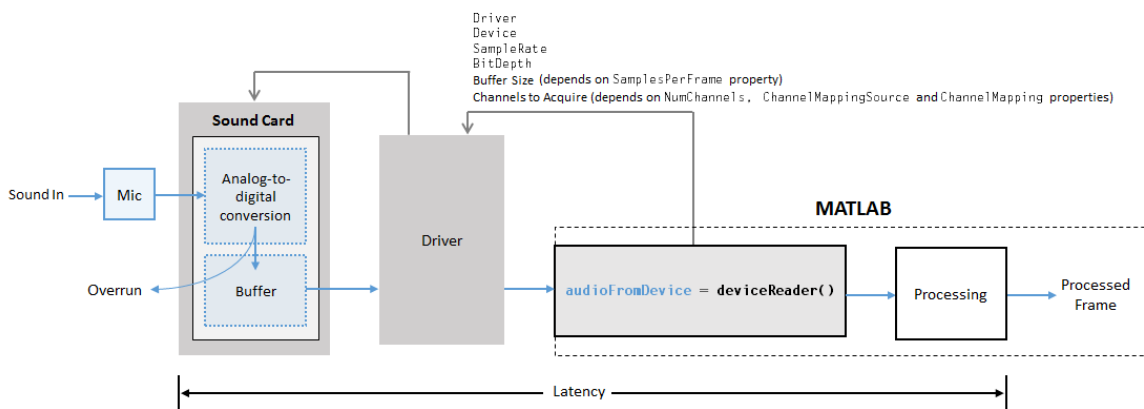 Driver
Device
SampleRate
BitDepth
Buffer Size (depends on SamplesPerFrame property)
Channels to Acquire (depends on NumChannels, ChannelMappingSource and ChannelMapping properties)
Sound Card
Sound In
Mic
Analog-to-
digital
conversion
Overrun
Buffer
Driver
MATLAB
audioFromDevice = deviceReader()
Processing
Processed
Frame
Latency